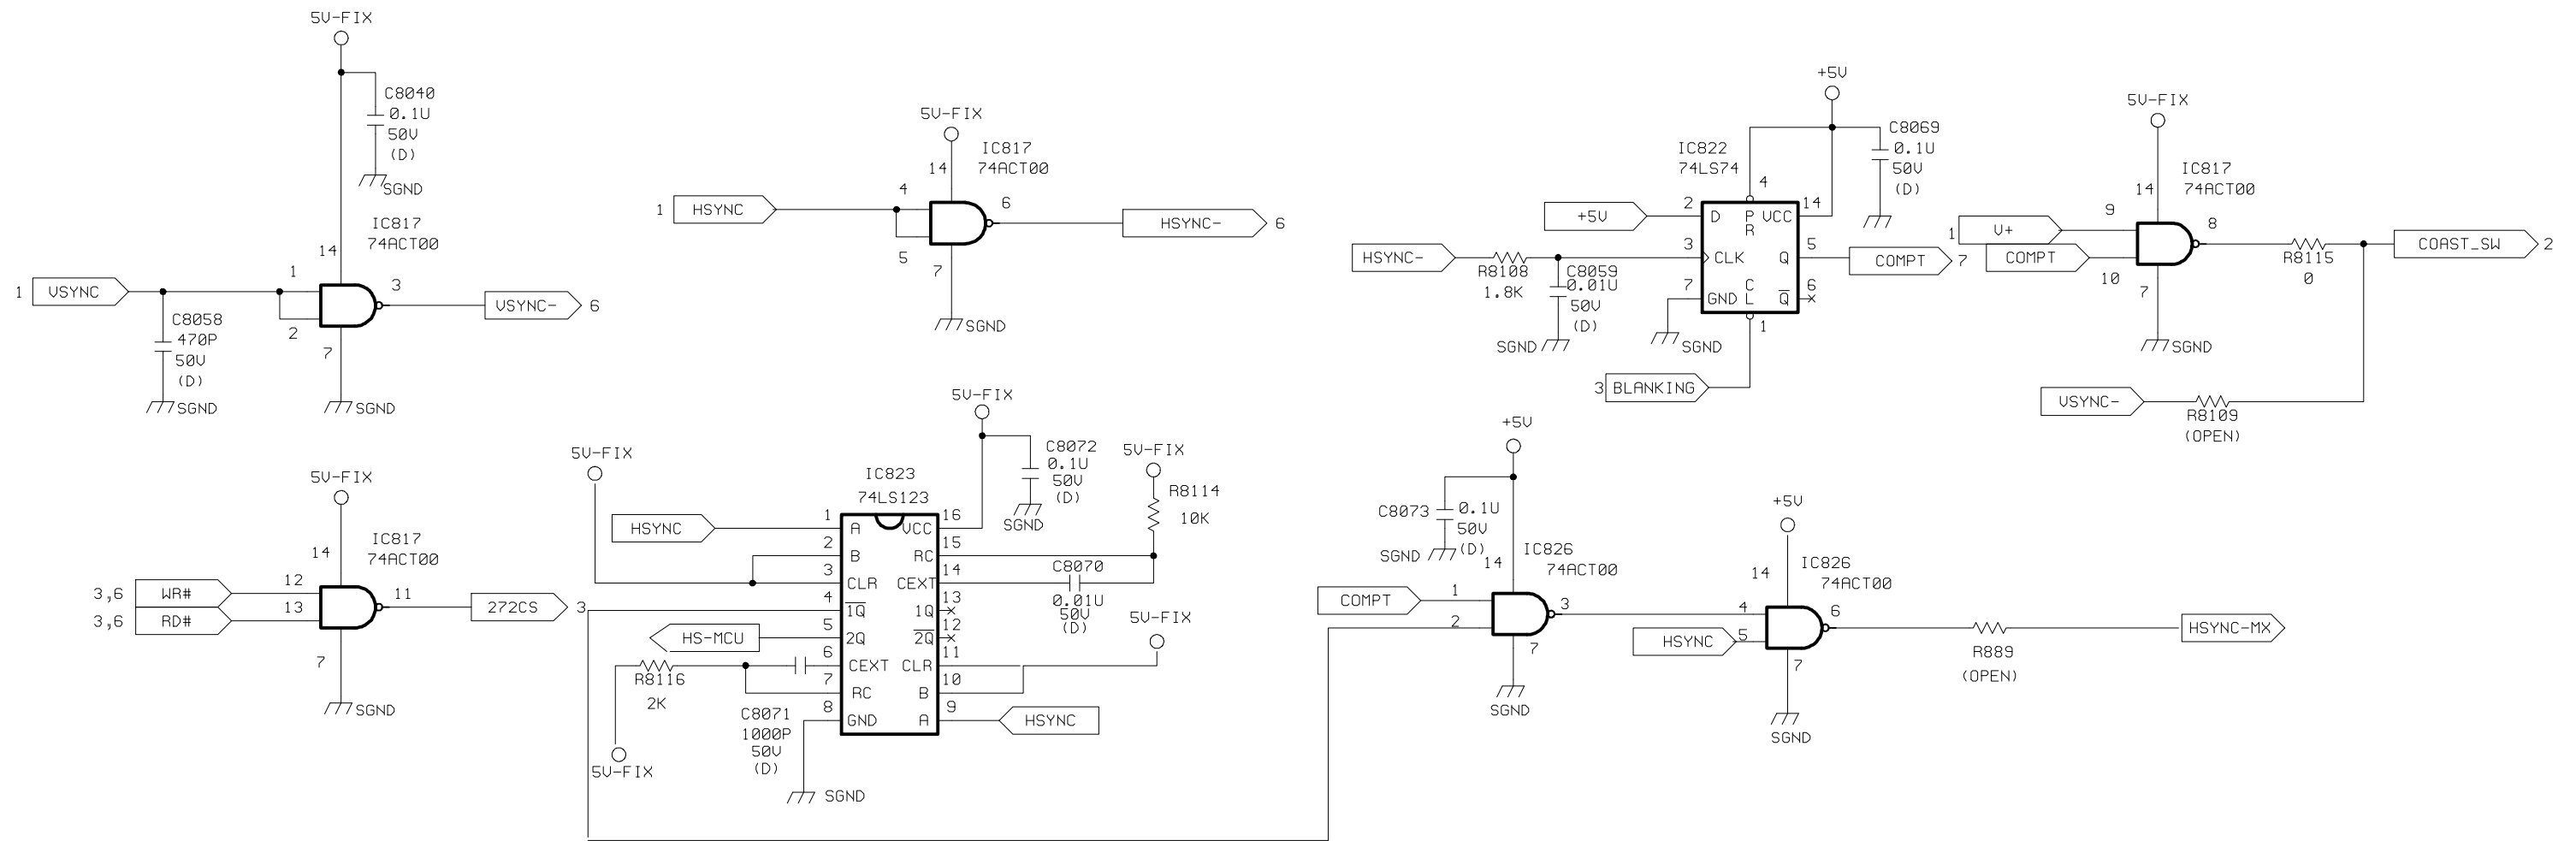 5V-FIX
C8040
0.1U
50V
(D)
SGND
IC817
74ACT00
14
1
VSYNC
1
2
3
VSYNC-
6
7
C8058
470P
50V
(D)
SGND
SGND
5V-FIX
IC817
74ACT00
14
1
HSYNC
4
5
6
HSYNC-
6
7
SGND
+5V
C8069
0.1U
50V
(D)
IC822
74LS74
4
+5V
2
D
P
R
VCC
14
HSYNC-
R8108
1.8K
C8059
0.01U
50V
(D)
SGND
3
CLK
Q
5
COMPT
7
7
GND
C
L
Q
6
SGND
1
3
BLANKING
5V-FIX
IC817
74ACT00
14
1
V+
COMPT
9
10
8
7
SGND
R8115
0
COAST_SW
2
VSYNC-
R8109
(OPEN)
5V-FIX
IC817
74ACT00
14
3,6
WR#
12
3,6
RD#
13
11
272CS
3
7
SGND
5V-FIX
5V-FIX
C8072
0.1U
50V
(D)
SGND
5V-FIX
R8114
10K
IC823
74LS123
HSYNC
1
A
VCC
16
2
B
RC
15
3
CLR
CEXT
14
C8070
0.01U
50V
(D)
4
1Q
1Q
13
HS-MCU
5
2Q
2Q
12
5V-FIX
6
CEXT
CLR
11
R8116
2K
7
RC
B
10
8
GND
A
9
HSYNC
C8071
1000P
50V
(D)
5V-FIX
SGND
+5V
C8073
0.1U
50V
(D)
SGND
14
IC826
74ACT00
COMPT
1
2
3
7
SGND
+5V
IC826
74ACT00
14
4
HSYNC
5
6
7
SGND
R889
(OPEN)
HSYNC-MX